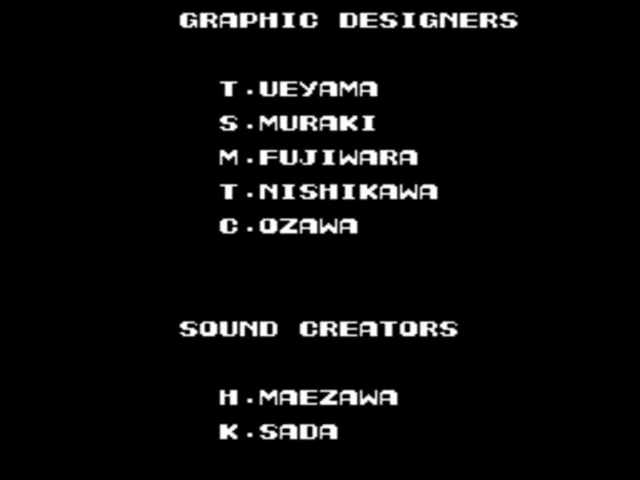 GRAPHIC DESIGNERS
T.UEYAMA
S.MURAKI
M.FUJIWARA
T.NISHIKAWA
C.OZAWA
SOUND CREATORS
H.MAEZAWA
K.SADA